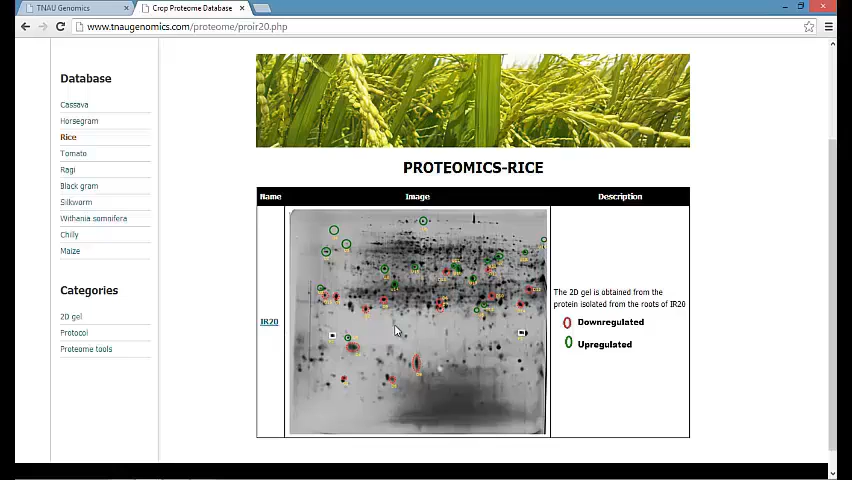 TNAU Genomics
Crop Proteome Database
www.tnaugenomics.com/proteome/proir20.php
Database
Cassava
Horsegram
Rice
Tomato
Ragi
Black gram
Silkworm
Withania somnifera
Chilly
Maize
Categories
2D gel
Protocol
Proteome tools
PROTEOMICS-RICE
Name
Image
Description
IR20
The 2D gel is obtained from the
protein isolated from the roots of IR20
Downregulated
Upregulated